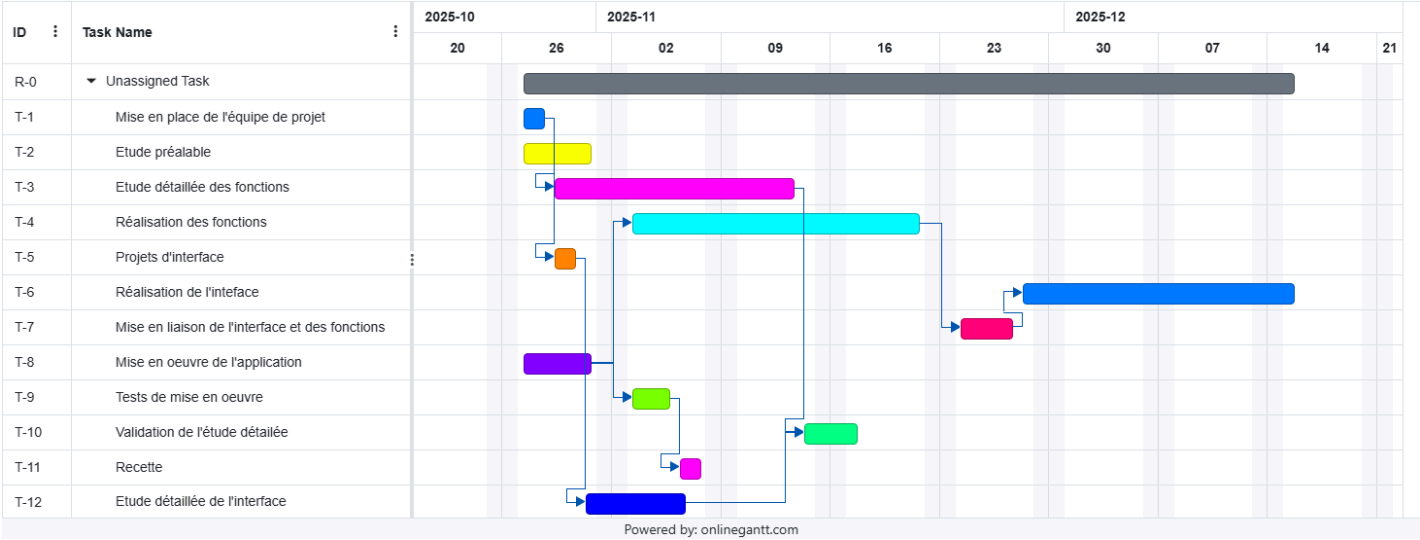 2025-10 2025-11 2025-12
ID Task Name
20 26 02 09 16 23 30 07 14 21
R-0 Unassigned Task
T-1 Mise en place de l'équipe de projet
T-2 Etude préalable
T-3 Etude détaillée des fonctions
T-4 Réalisation des fonctions
T-5 Projets d'interface
T-6 Réalisation de l'inteface
T-7 Mise en liaison de l'interface et des fonctions
T-8 Mise en oeuvre de l'application
T-9 Tests de mise en oeuvre
T-10 Validation de l'étude détailée
T-11 Recette
T-12 Etude détaillée de l'interface
Powered by: onlinegantt.com